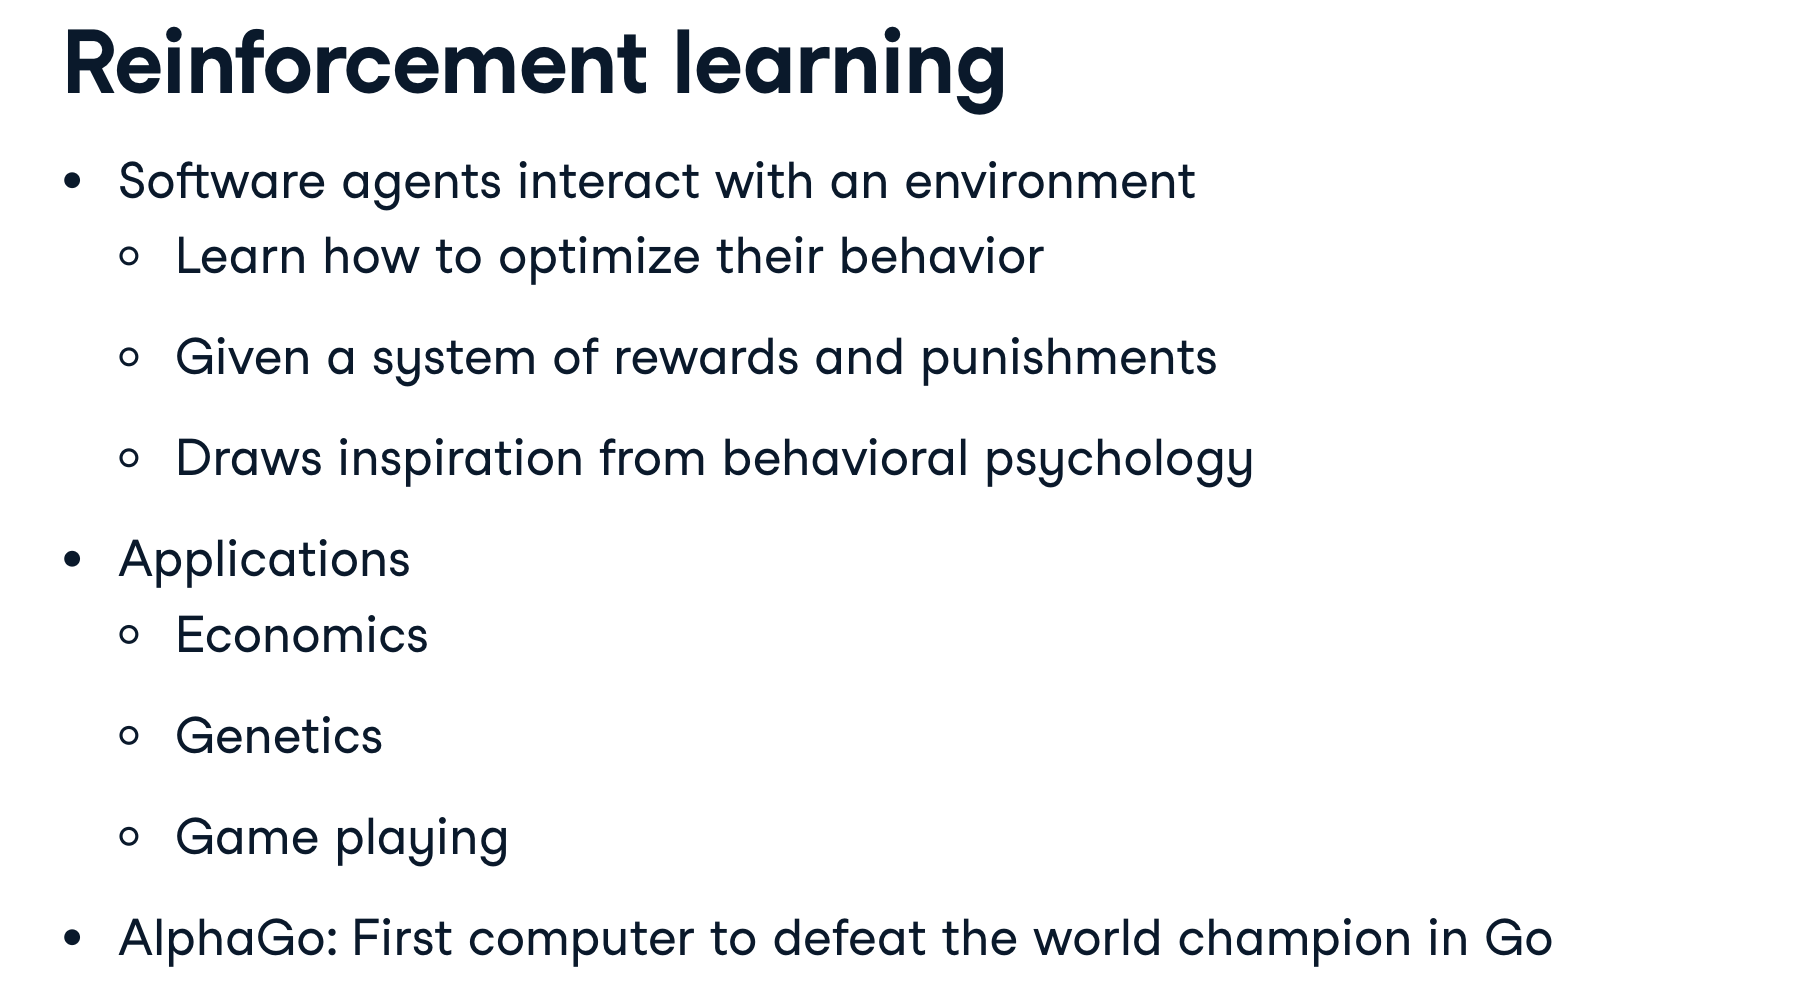 Reinforcement learning
• Software agents interact with an environment
○ Learn how to optimize their behavior
○ Given a system of rewards and punishments
○ Draws inspiration from behavioral psychology
• Applications
○ Economics
○ Genetics
○ Game playing
• AlphaGo: First computer to defeat the world champion in Go